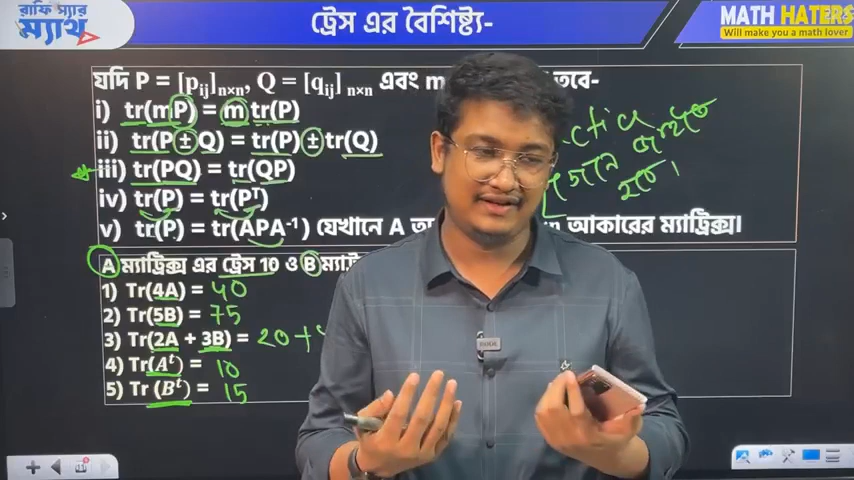 রাফি স্যার
ম্যাথ
ট্রেস এর বৈশিষ্ট্য-
MATH HATERS
Will make you a math lover
যদি P = [pij]n×n, Q = [qij] n×n এবং m তবে-
i) tr(mP) = m tr(P)
ii) tr(P ± Q) = tr(P) ± tr(Q)
iii) tr(PQ) = tr(QP)
iv) tr(P) = tr(Pᵀ)
v) tr(P) = tr(APA⁻¹) যেখানে A আকারের ম্যাট্রিক্স।
হবে।
A ম্যাট্রিক্স এর ট্রেস 10 ও B
1) Tr(4A) = 40
2) Tr(5B) = 75
3) Tr(2A + 3B) = 20+
4) Tr(Aᵗ) = 10
5) Tr (Bᵗ) = 15